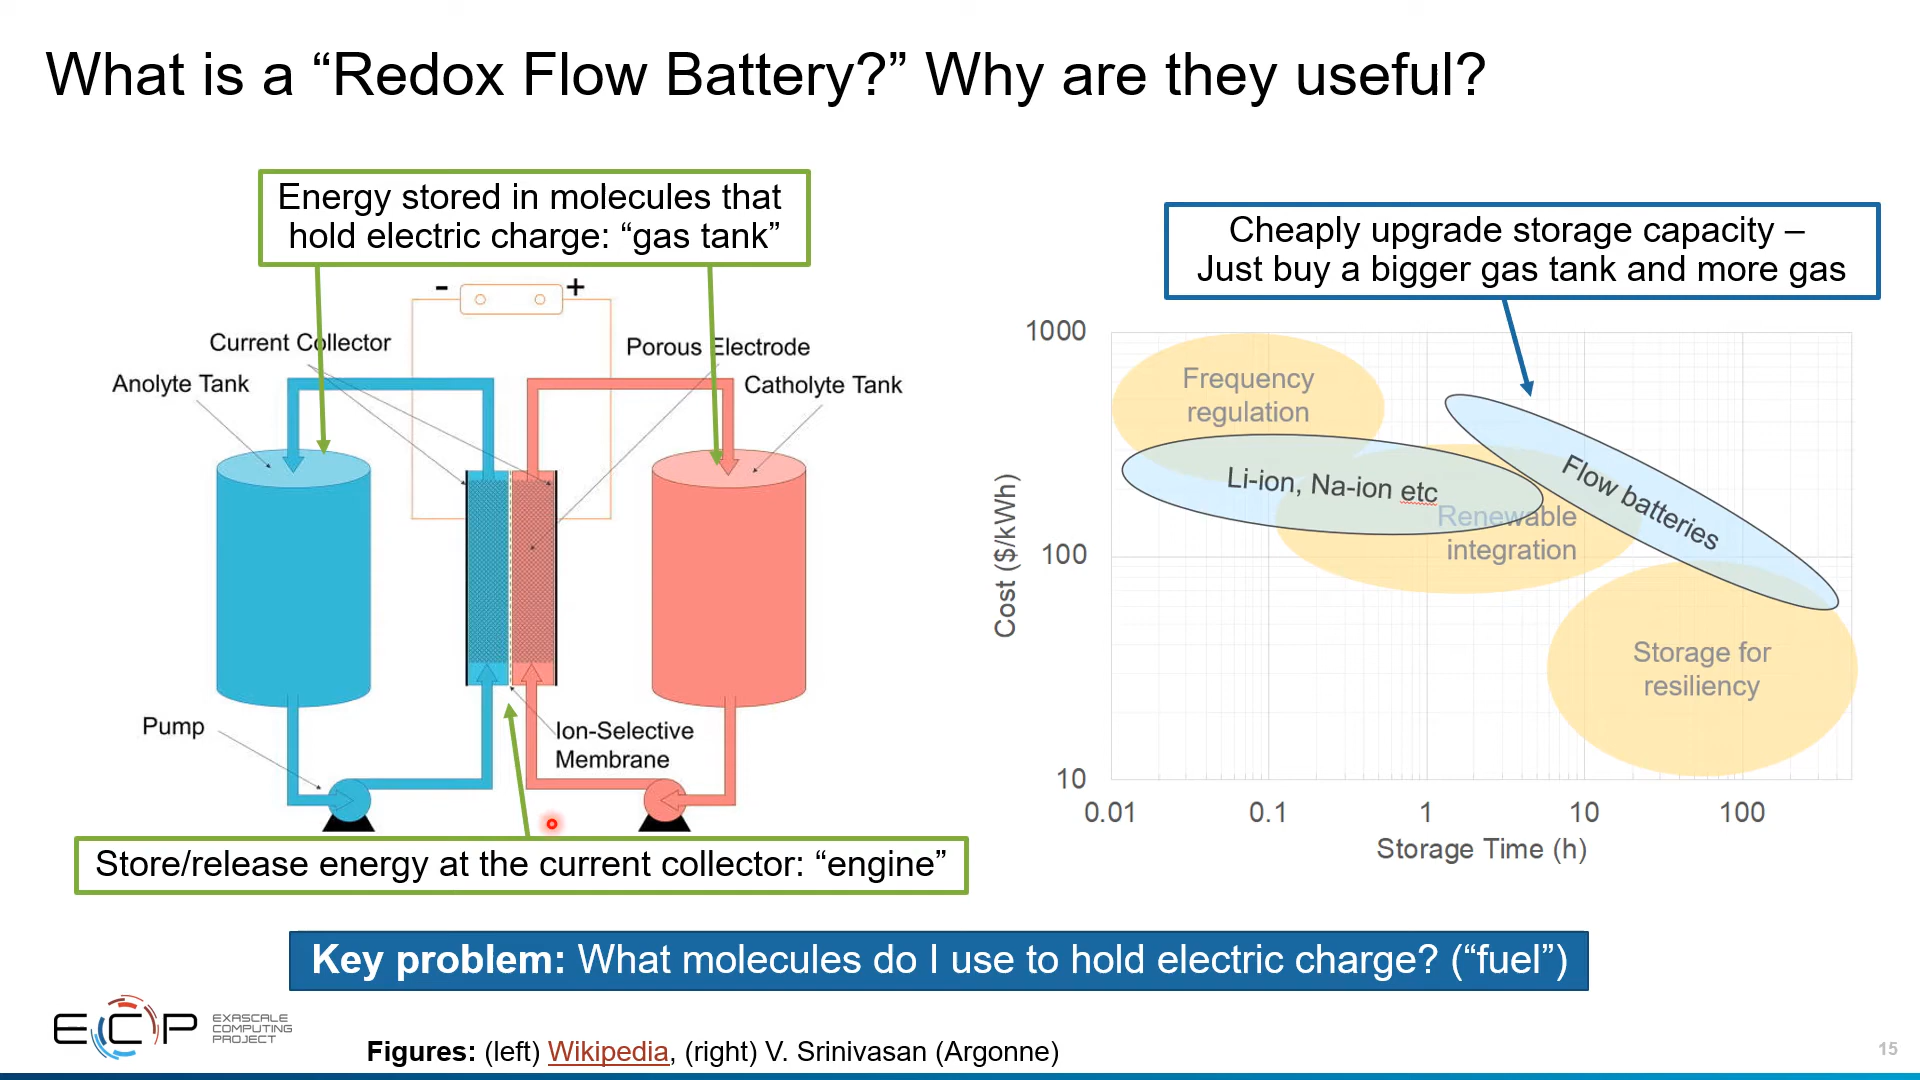 What is a “Redox Flow Battery?” Why are they useful?
Energy stored in molecules that
hold electric charge: “gas tank”
- +
Current Collector
Porous Electrode
Anolyte Tank
Catholyte Tank
Pump
Ion-Selective
Membrane
Store/release energy at the current collector: “engine”
Cheaply upgrade storage capacity –
Just buy a bigger gas tank and more gas
1000
100
10
Cost ($/kWh)
Frequency
regulation
Li-ion, Na-ion etc
Flow batteries
Renewable
integration
Storage for
resiliency
0.01 0.1 1 10 100
Storage Time (h)
Key problem: What molecules do I use to hold electric charge? (“fuel”)
ECP
EXASCALE
COMPUTING
PROJECT
Figures: (left) Wikipedia, (right) V. Srinivasan (Argonne)
15